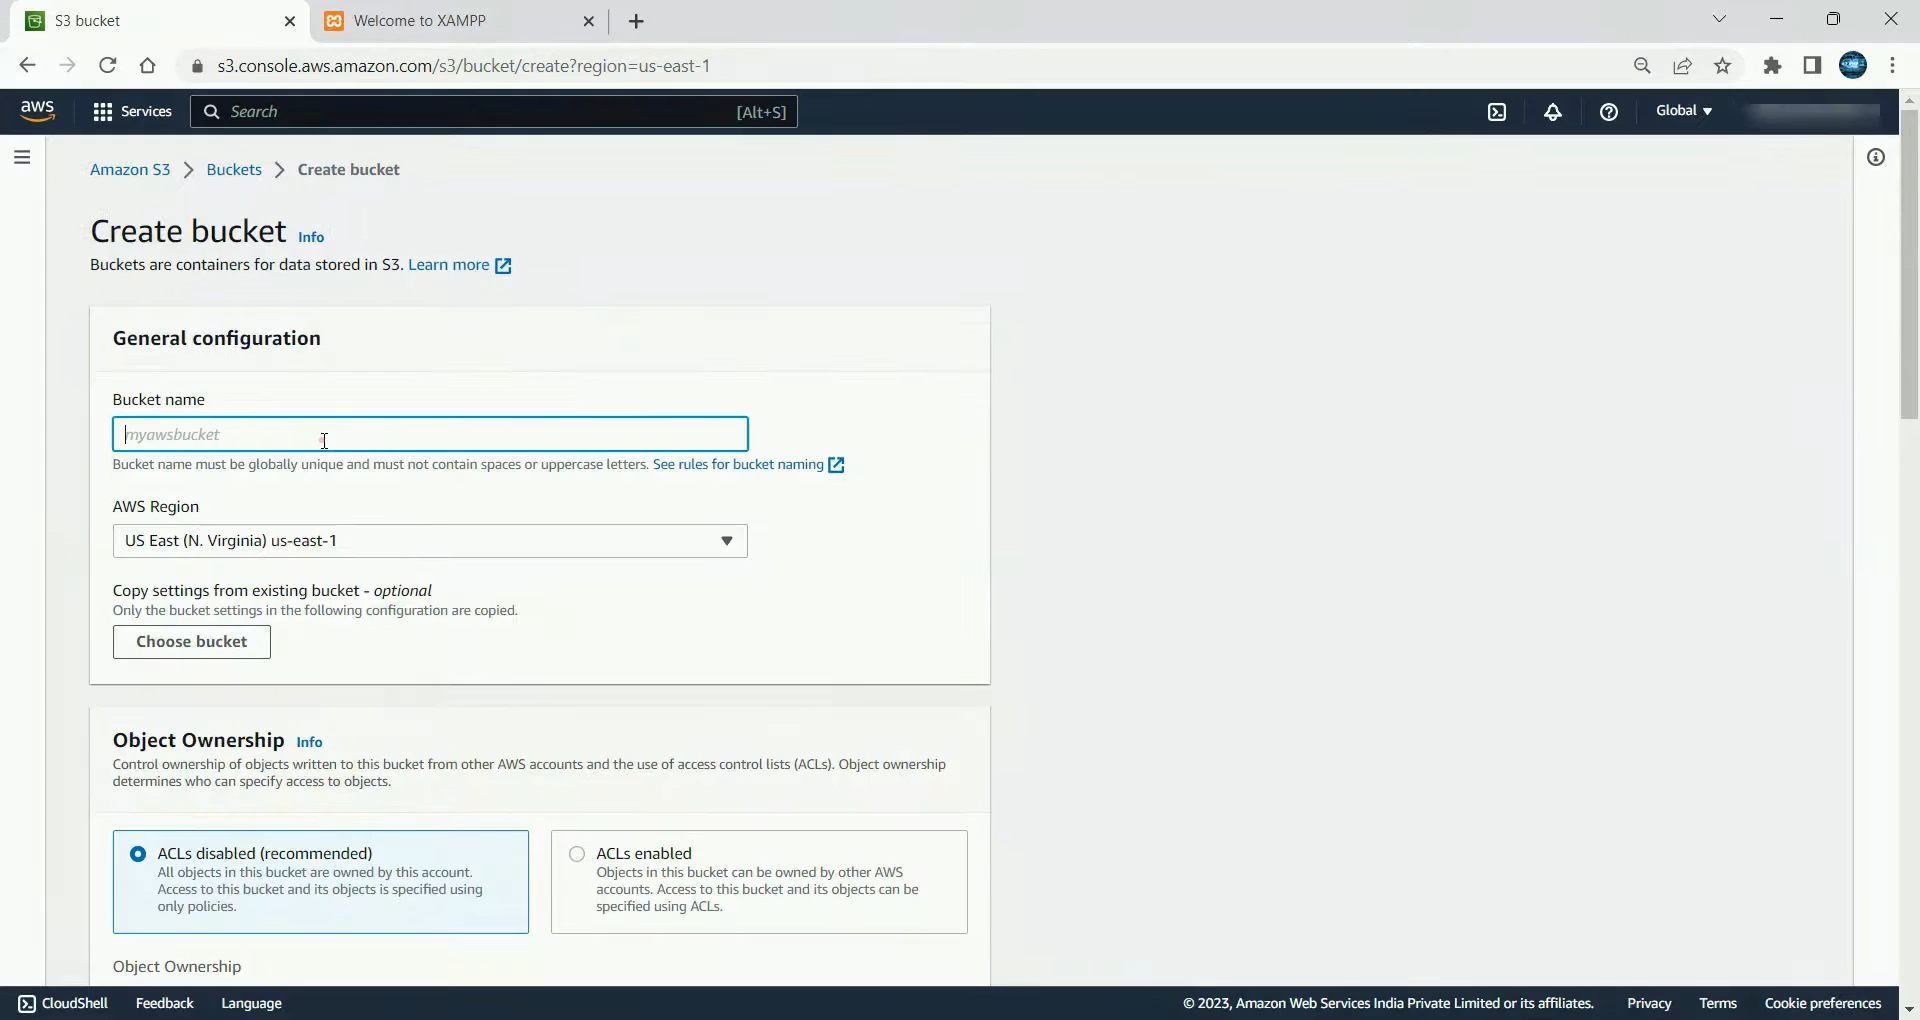 S3 bucket
Welcome to XAMPP
s3.console.aws.amazon.com/s3/bucket/create?region=us-east-1
aws
Services
Search
[Alt+S]
Global
Amazon S3
Buckets
Create bucket
Create bucket Info
Buckets are containers for data stored in S3. Learn more
General configuration
Bucket name
myawsbucket
Bucket name must be globally unique and must not contain spaces or uppercase letters. See rules for bucket naming
AWS Region
US East (N. Virginia) us-east-1
Copy settings from existing bucket - optional
Only the bucket settings in the following configuration are copied.
Choose bucket
Object Ownership Info
Control ownership of objects written to this bucket from other AWS accounts and the use of access control lists (ACLs). Object ownership
determines who can specify access to objects.
ACLs disabled (recommended)
All objects in this bucket are owned by this account.
Access to this bucket and its objects is specified using
only policies.
ACLs enabled
Objects in this bucket can be owned by other AWS
accounts. Access to this bucket and its objects can be
specified using ACLs.
Object Ownership
CloudShell
Feedback
Language
© 2023, Amazon Web Services India Private Limited or its affiliates.
Privacy
Terms
Cookie preferences